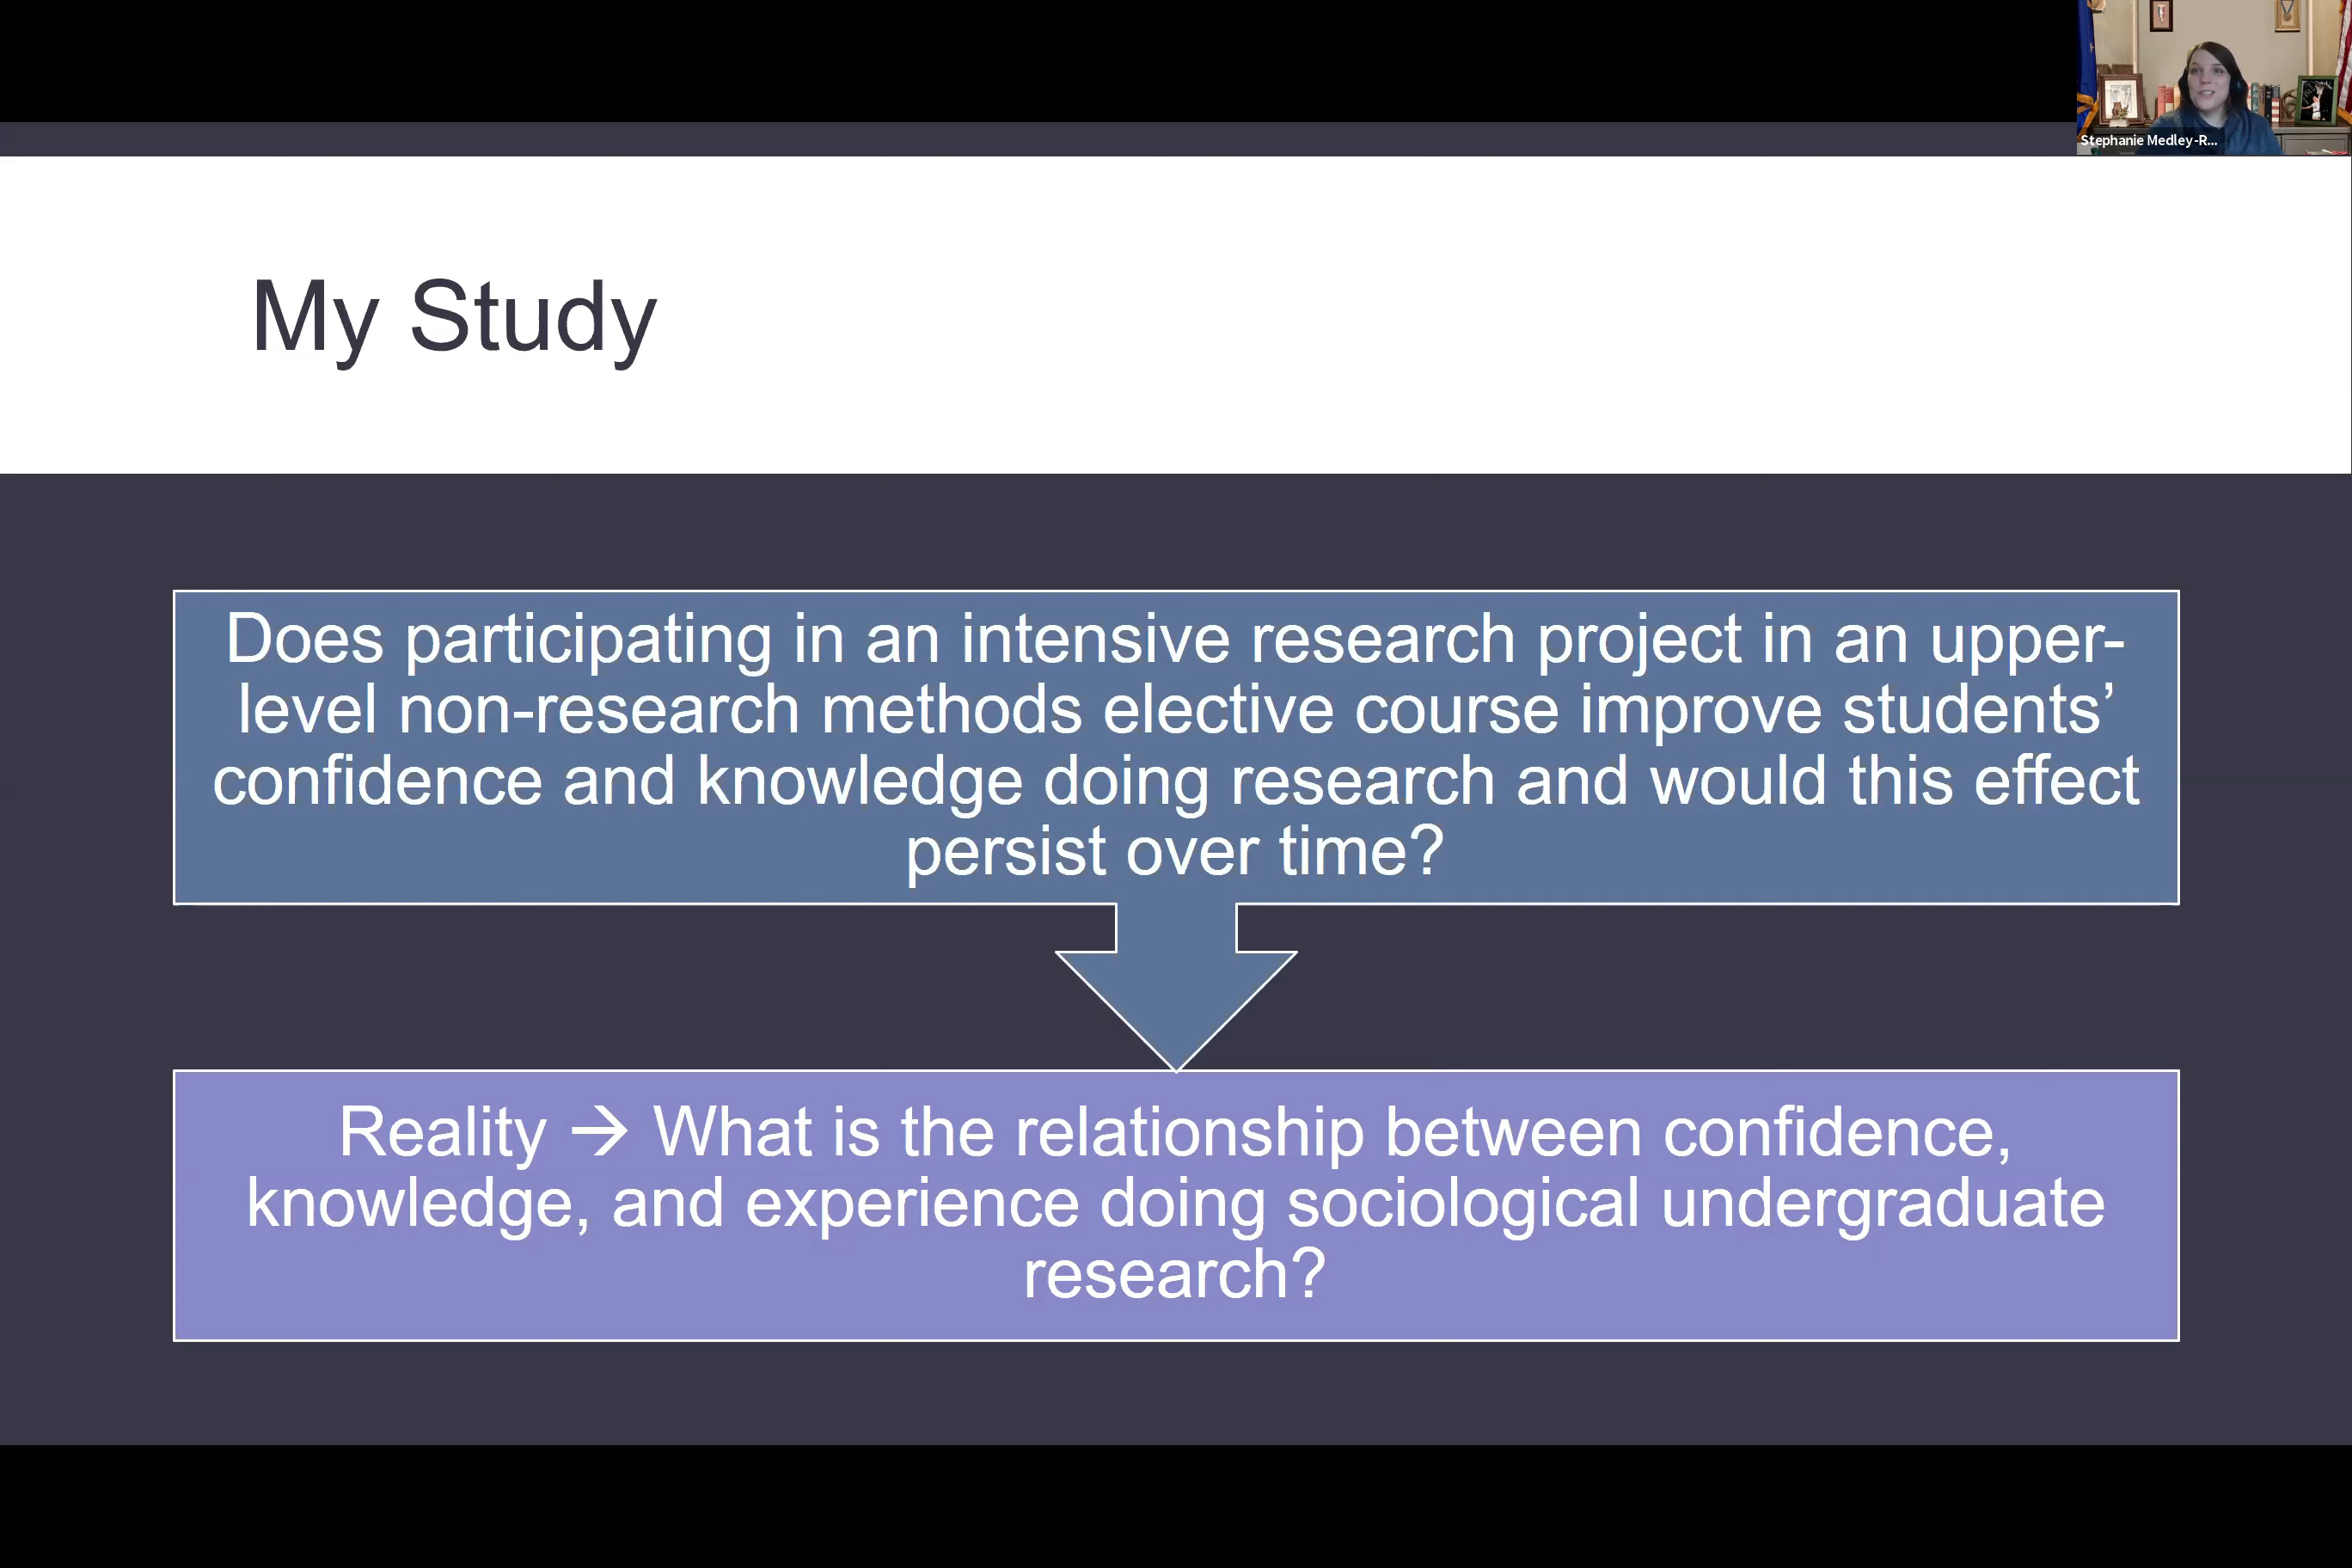 Stephanie Medley-R...
My Study
Does participating in an intensive research project in an upper-
level non-research methods elective course improve students’
confidence and knowledge doing research and would this effect
persist over time?
Reality → What is the relationship between confidence,
knowledge, and experience doing sociological undergraduate
research?